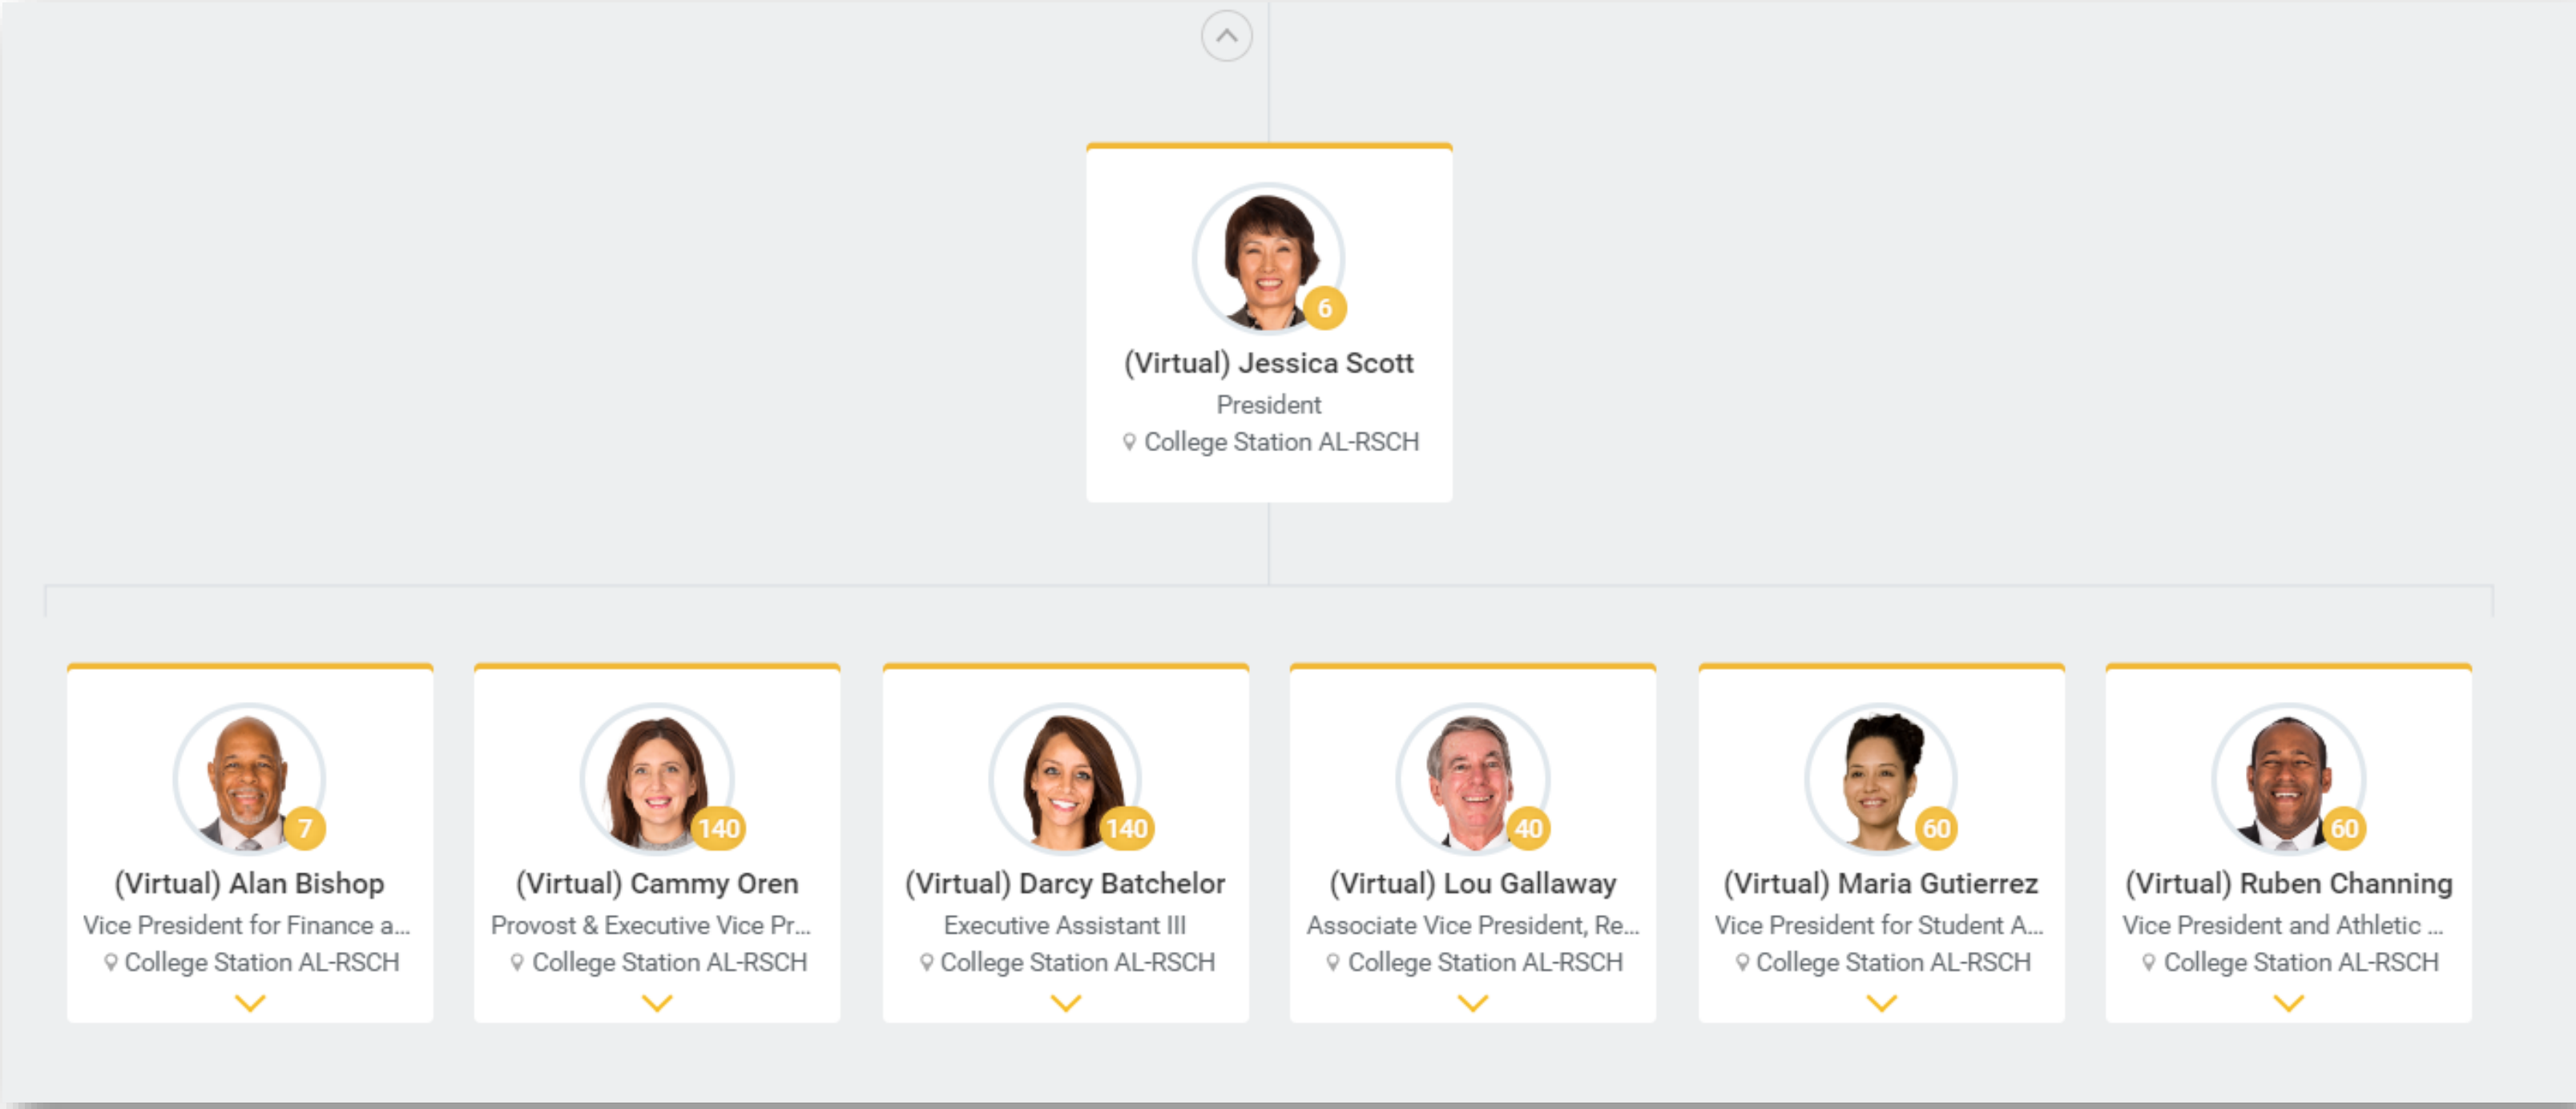 6
(Virtual) Jessica Scott
President
College Station AL-RSCH
7
(Virtual) Alan Bishop
Vice President for Finance a...
College Station AL-RSCH
140
(Virtual) Cammy Oren
Provost & Executive Vice Pr...
College Station AL-RSCH
140
(Virtual) Darcy Batchelor
Executive Assistant III
College Station AL-RSCH
40
(Virtual) Lou Gallaway
Associate Vice President, Re...
College Station AL-RSCH
60
(Virtual) Maria Gutierrez
Vice President for Student A...
College Station AL-RSCH
60
(Virtual) Ruben Channing
Vice President and Athletic ...
College Station AL-RSCH